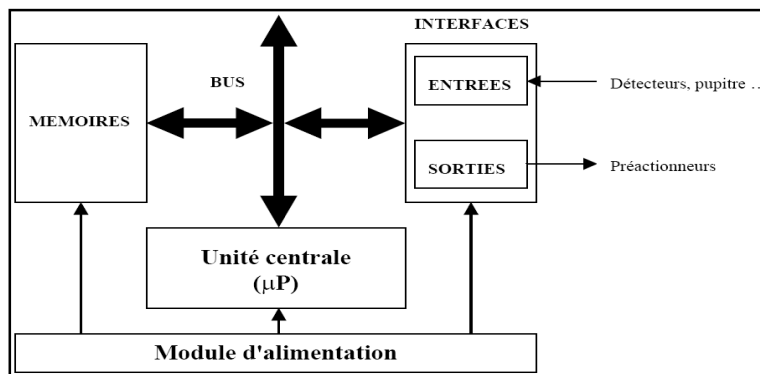 INTERFACES
BUS
ENTREES
Détecteurs, pupitre ...
MEMOIRES
SORTIES
Préactionneurs
Unité centrale
(µP)
Module d'alimentation